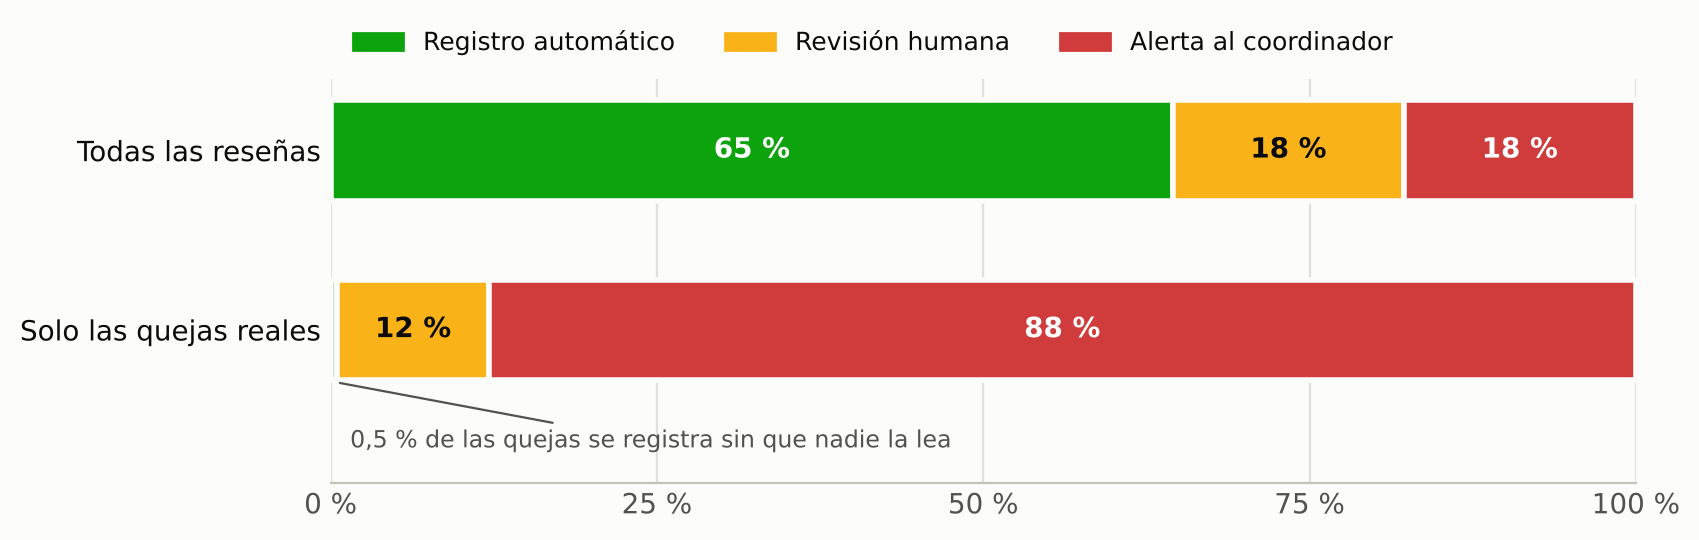 Registro automático Revisión humana Alerta al coordinador
Todas las reseñas 65 % 18 % 18 %
Solo las quejas reales 12 % 88 %
0,5 % de las quejas se registra sin que nadie la lea
0 % 25 % 50 % 75 % 100 %